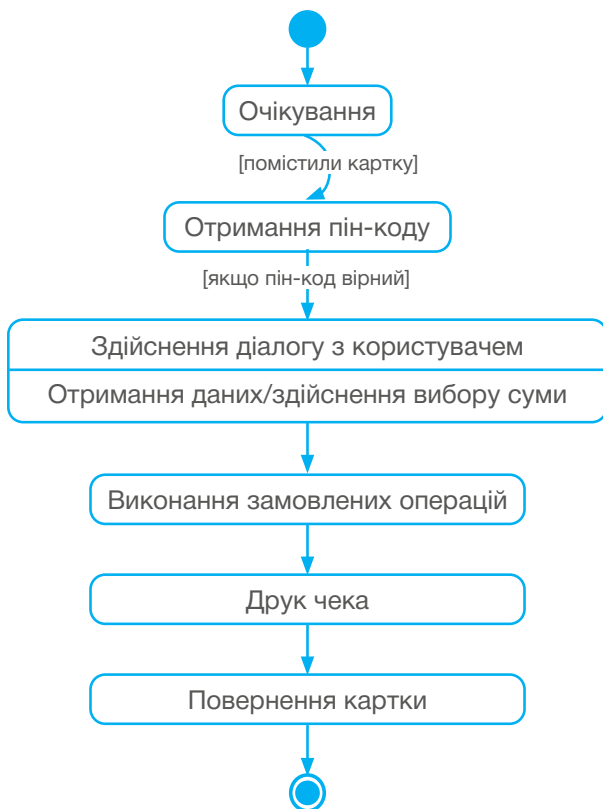 Очікування
[помістили картку]
Отримання пін-коду
[якщо пін-код вірний]
Здійснення діалогу з користувачем
Отримання даних/здійснення вибору суми
Виконання замовлених операцій
Друк чека
Повернення картки